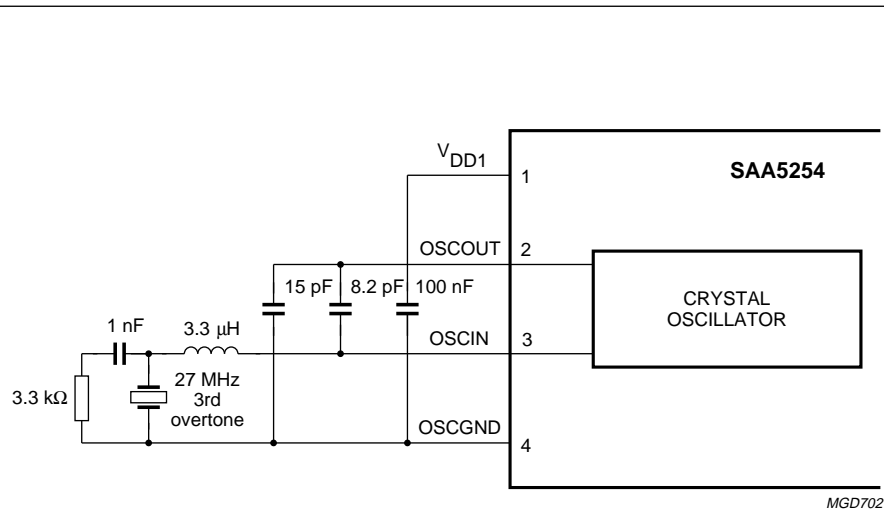 V DD1
1
SAA5254
OSCOUT
2
15 pF
8.2 pF
100 nF
CRYSTAL
OSCILLATOR
1 nF
3.3 μH
OSCIN
3
3.3 kΩ
27 MHz
3rd
overtone
OSCGND
4
MGD702